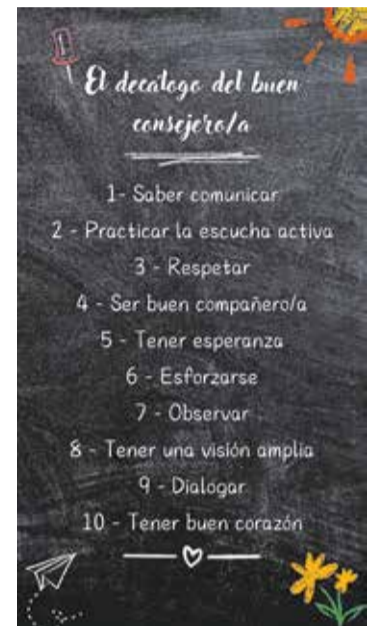 El decálogo del buen
consejero/a
1- Saber comunicar
2 - Practicar la escucha activa
3 - Respetar
4 - Ser buen compañero/a
5 - Tener esperanza
6 - Esforzarse
7 - Observar
8 - Tener una visión amplia
9 - Dialogar
10 - Tener buen corazón